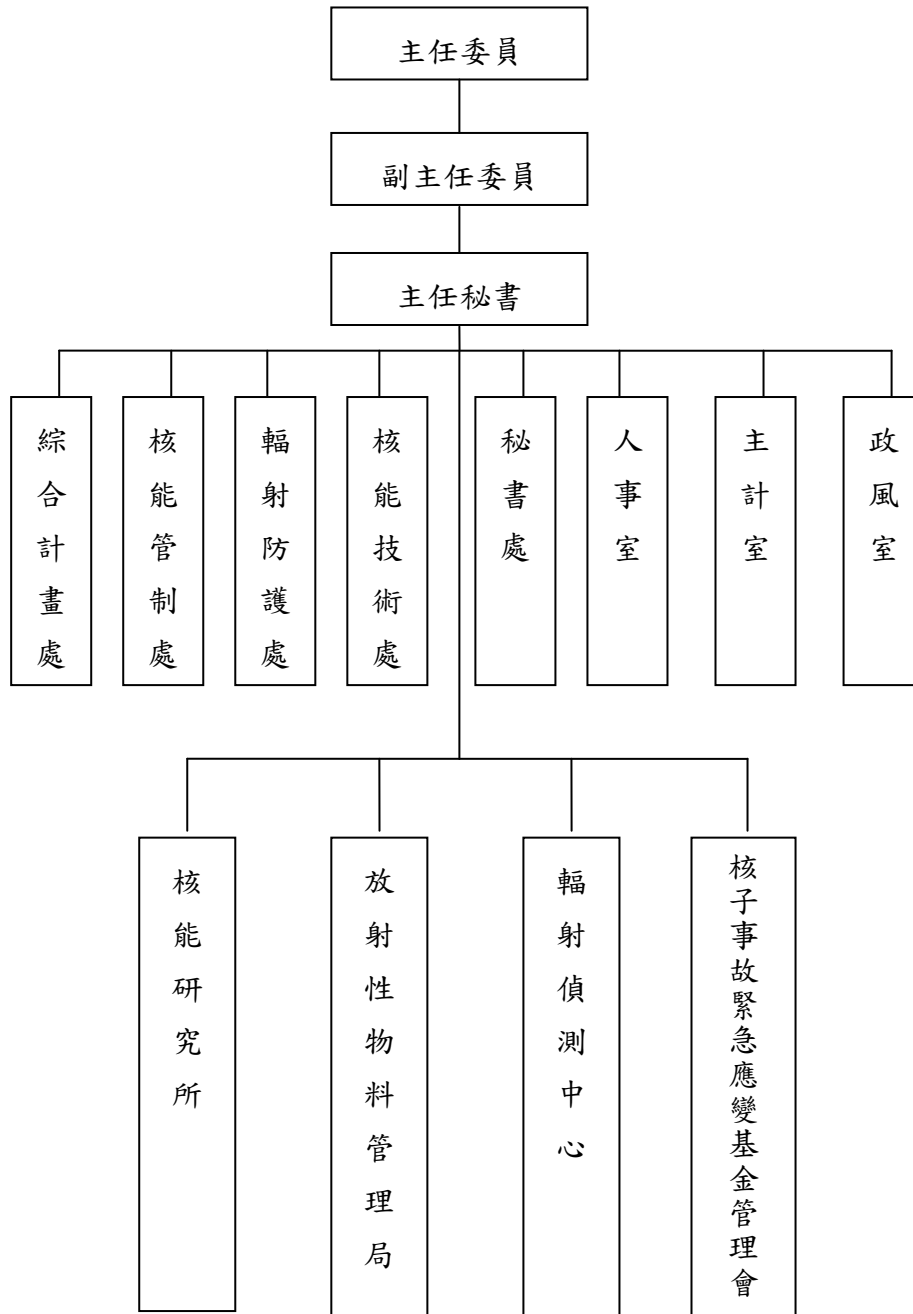 主任委員
副主任委員
主任秘書
綜合計畫處
核能管制處
輻射防護處
核能技術處
秘書處
人事室
主計室
政風室
核能研究所
放射性物料管理局
輻射偵測中心
核子事故緊急應變基金管理會